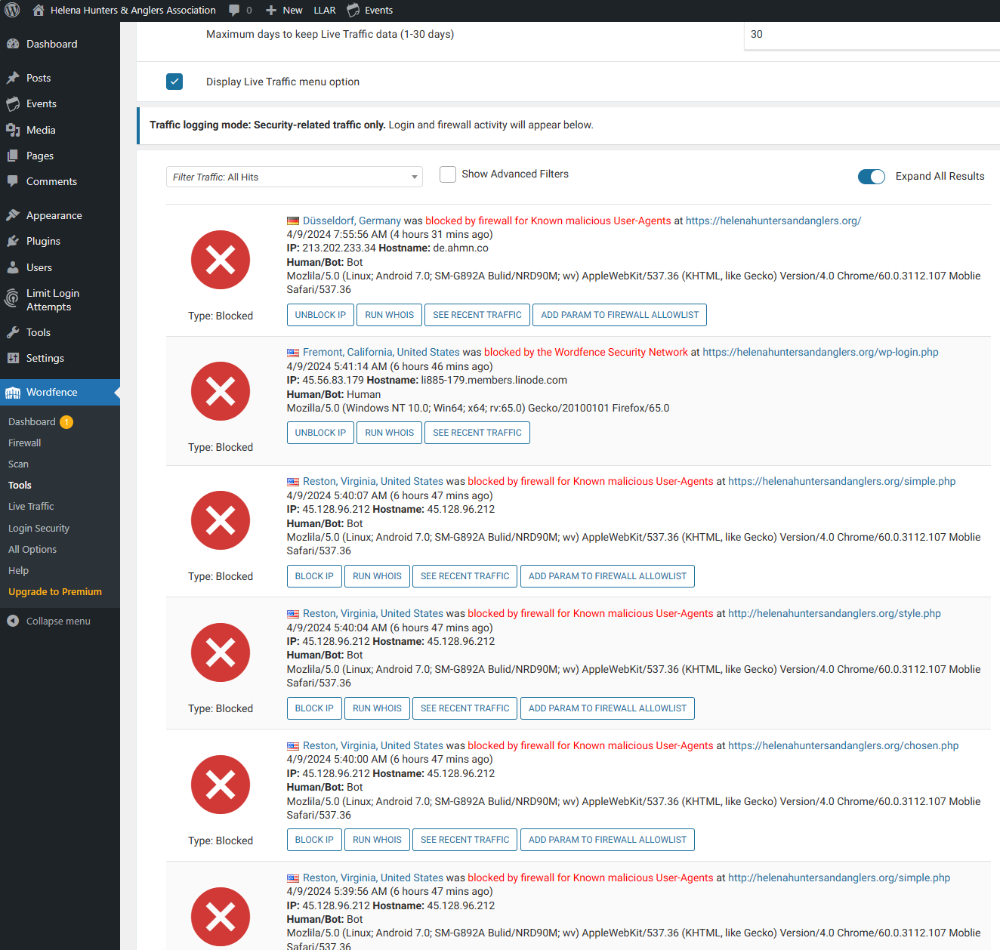 Helena Hunters & Anglers Association 0 New LLAR Events
Dashboard
Posts
Events
Media
Pages
Comments
Appearance
Plugins
Users
Limit Login
Attempts
Tools
Settings
Wordfence
Dashboard 1
Firewall
Scan
Tools
Live Traffic
Login Security
All Options
Help
Upgrade to Premium
Collapse menu
Maximum days to keep Live Traffic data (1-30 days) 30
Display Live Traffic menu option
Traffic logging mode: Security-related traffic only. Login and firewall activity will appear below.
Filter Traffic: All Hits Show Advanced Filters Expand All Results
Düsseldorf, Germany was blocked by firewall for Known malicious User-Agents at https://helenahuntersandanglers.org/
4/9/2024 7:55:56 AM (4 hours 31 mins ago)
IP: 213.202.233.34 Hostname: de.ahmn.co
Human/Bot: Bot
Mozlila/5.0 (Linux; Android 7.0; SM-G892A Bulid/NRD90M; wv) AppleWebKit/537.36 (KHTML, like Gecko) Version/4.0 Chrome/60.0.3112.107 Moblie
Safari/537.36
Type: Blocked
UNBLOCK IP RUN WHOIS SEE RECENT TRAFFIC ADD PARAM TO FIREWALL ALLOWLIST
Fremont, California, United States was blocked by the Wordfence Security Network at https://helenahuntersandanglers.org/wp-login.php
4/9/2024 5:41:14 AM (6 hours 46 mins ago)
IP: 45.56.83.179 Hostname: li885-179.members.linode.com
Human/Bot: Human
Mozilla/5.0 (Windows NT 10.0; Win64; x64; rv:65.0) Gecko/20100101 Firefox/65.0
UNBLOCK IP RUN WHOIS SEE RECENT TRAFFIC
Type: Blocked
Reston, Virginia, United States was blocked by firewall for Known malicious User-Agents at https://helenahuntersandanglers.org/simple.php
4/9/2024 5:40:07 AM (6 hours 47 mins ago)
IP: 45.128.96.212 Hostname: 45.128.96.212
Human/Bot: Bot
Mozlila/5.0 (Linux; Android 7.0; SM-G892A Bulid/NRD90M; wv) AppleWebKit/537.36 (KHTML, like Gecko) Version/4.0 Chrome/60.0.3112.107 Moblie
Safari/537.36
Type: Blocked
BLOCK IP RUN WHOIS SEE RECENT TRAFFIC ADD PARAM TO FIREWALL ALLOWLIST
Reston, Virginia, United States was blocked by firewall for Known malicious User-Agents at http://helenahuntersandanglers.org/style.php
4/9/2024 5:40:04 AM (6 hours 47 mins ago)
IP: 45.128.96.212 Hostname: 45.128.96.212
Human/Bot: Bot
Mozlila/5.0 (Linux; Android 7.0; SM-G892A Bulid/NRD90M; wv) AppleWebKit/537.36 (KHTML, like Gecko) Version/4.0 Chrome/60.0.3112.107 Moblie
Safari/537.36
Type: Blocked
BLOCK IP RUN WHOIS SEE RECENT TRAFFIC ADD PARAM TO FIREWALL ALLOWLIST
Reston, Virginia, United States was blocked by firewall for Known malicious User-Agents at https://helenahuntersandanglers.org/chosen.php
4/9/2024 5:40:00 AM (6 hours 47 mins ago)
IP: 45.128.96.212 Hostname: 45.128.96.212
Human/Bot: Bot
Mozlila/5.0 (Linux; Android 7.0; SM-G892A Bulid/NRD90M; wv) AppleWebKit/537.36 (KHTML, like Gecko) Version/4.0 Chrome/60.0.3112.107 Moblie
Safari/537.36
Type: Blocked
BLOCK IP RUN WHOIS SEE RECENT TRAFFIC ADD PARAM TO FIREWALL ALLOWLIST
Reston, Virginia, United States was blocked by firewall for Known malicious User-Agents at http://helenahuntersandanglers.org/simple.php
4/9/2024 5:39:56 AM (6 hours 47 mins ago)
IP: 45.128.96.212 Hostname: 45.128.96.212
Human/Bot: Bot
Mozlila/5.0 (Linux; Android 7.0; SM-G892A Bulid/NRD90M; wv) AppleWebKit/537.36 (KHTML, like Gecko) Version/4.0 Chrome/60.0.3112.107 Moblie
Safari/537.36